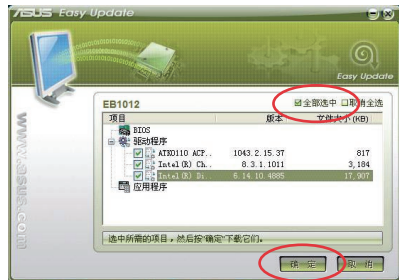 ASUS Easy Update
Easy Update
EB1012
全部选中 取消全选
项目 版本 文件大小(KB)
BIOS
驱动程序
ATK0110 ACP.. 1043.2.15.37 817
Intel(R) Ch.. 8.3.1.1011 3,184
Intel(R) Di.. 6.14.10.4885 17,907
应用程序
选中所需的项目，然后按"确定"下载它们。
确 定 取 消
www.asus.com